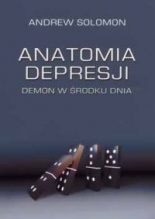 ANDREW SOLOMON
ANATOMIA
DEPRESJI
DEMON W ŚRODKU DNIA